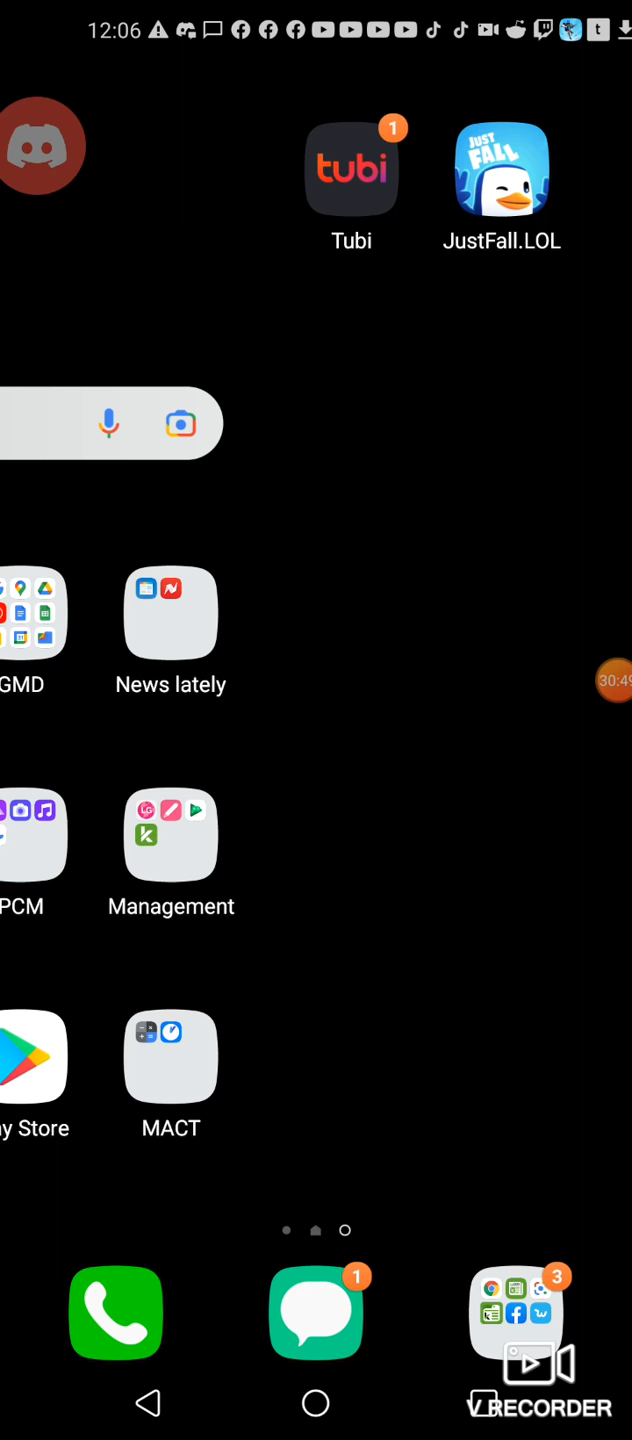 12:06
t
1
tubi
JUST
FALL
Tubi
JustFall.LOL
GMD
News lately
30:49
LG
PCM
Management
y Store
MACT
1
3
V RECORDER